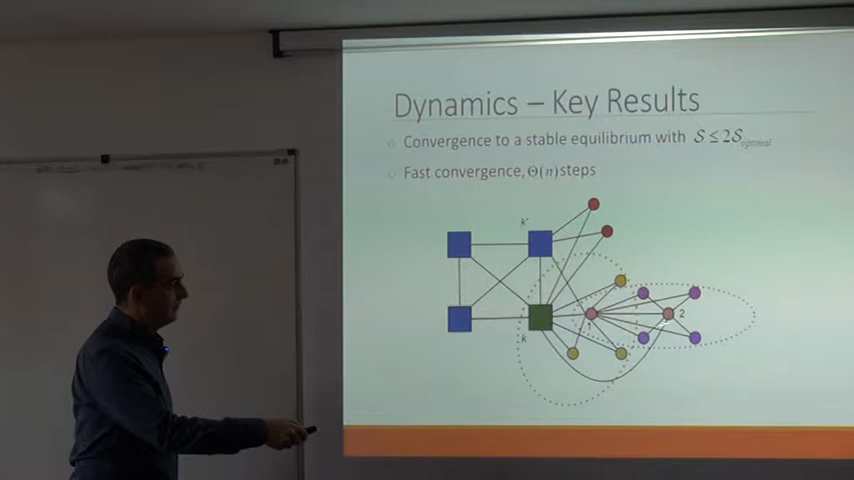 Dynamics – Key Results
Convergence to a stable equilibrium with S ≤ 2S_optimal
Fast convergence, Θ(n) steps
k'
k
1
2